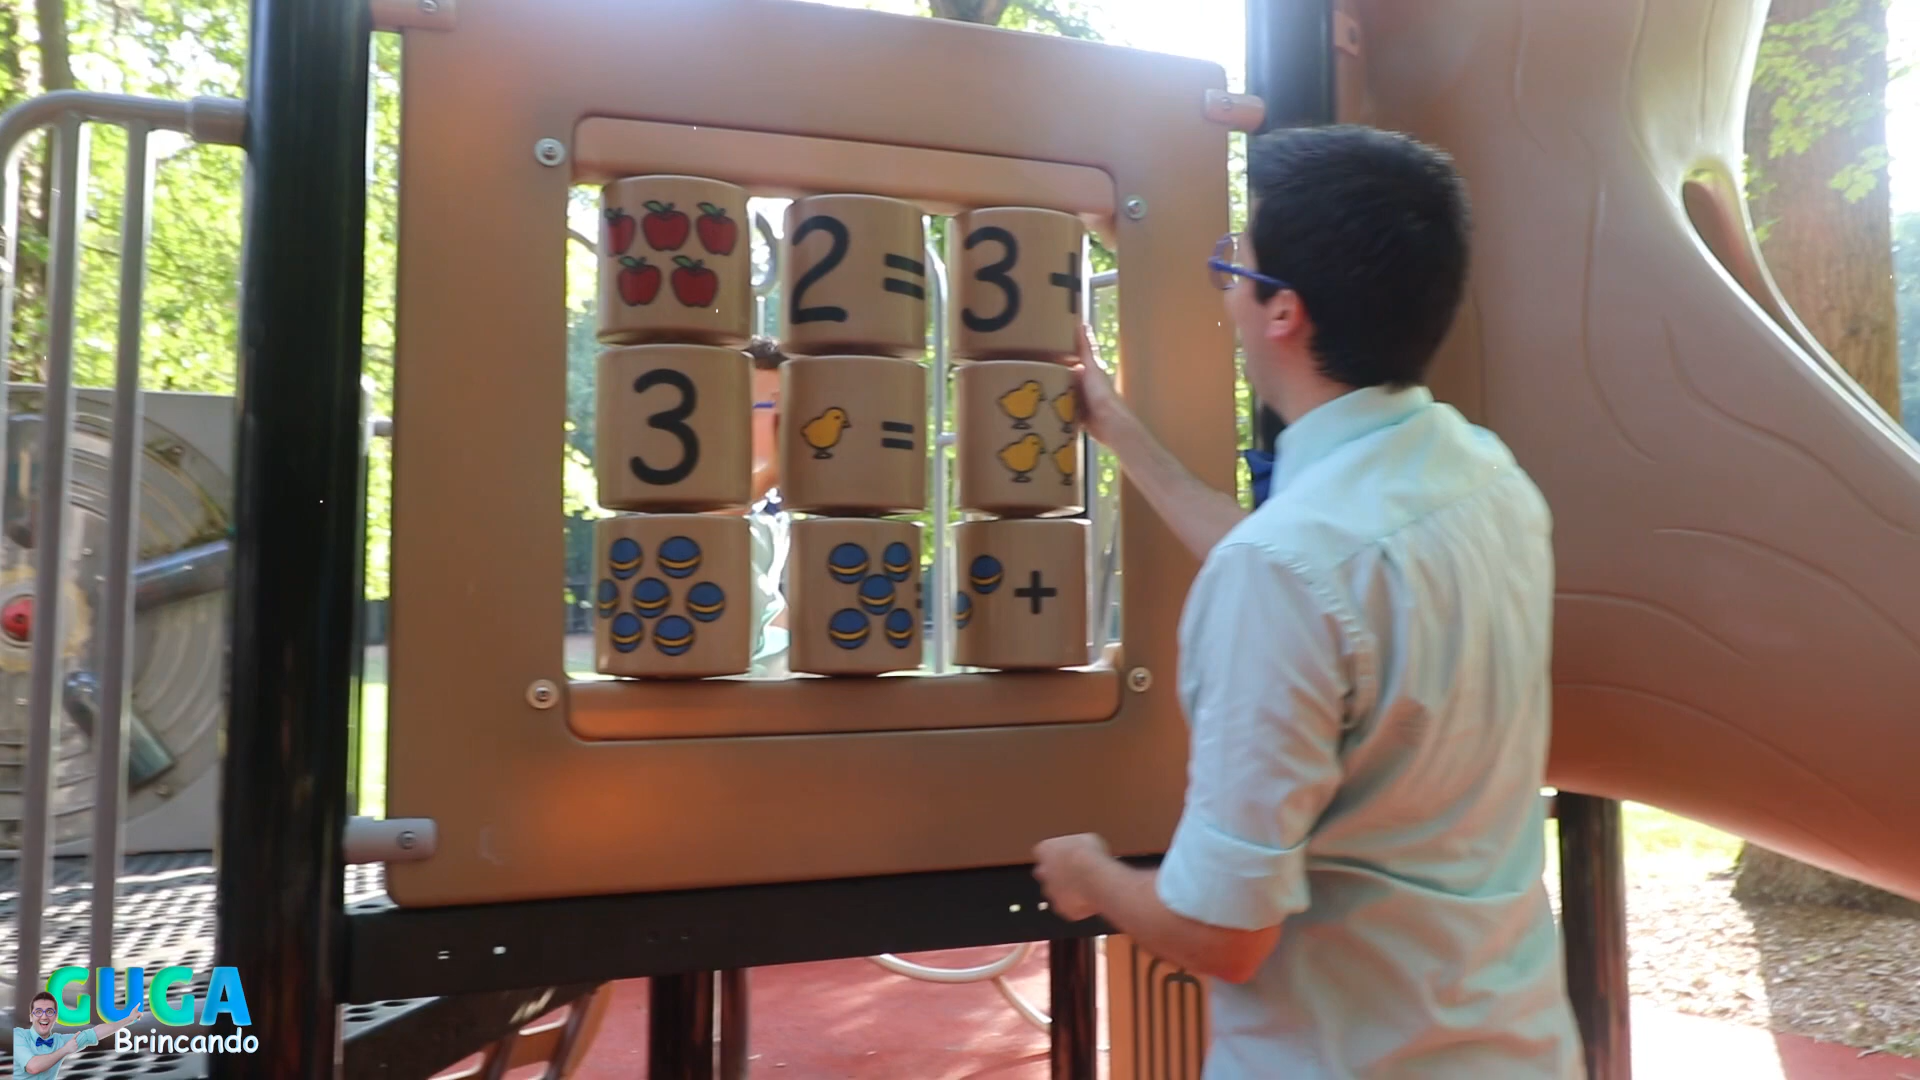 2 = 3 +
3 =
+
GUGA
Brincando